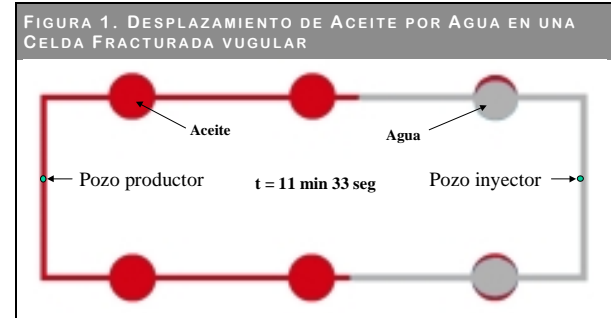 FIGURA 1. DESPLAZAMIENTO DE ACEITE POR AGUA EN UNA
CELDA FRACTURADA VUGULAR
Aceite
Agua
Pozo productor
t = 11 min 33 seg
Pozo inyector